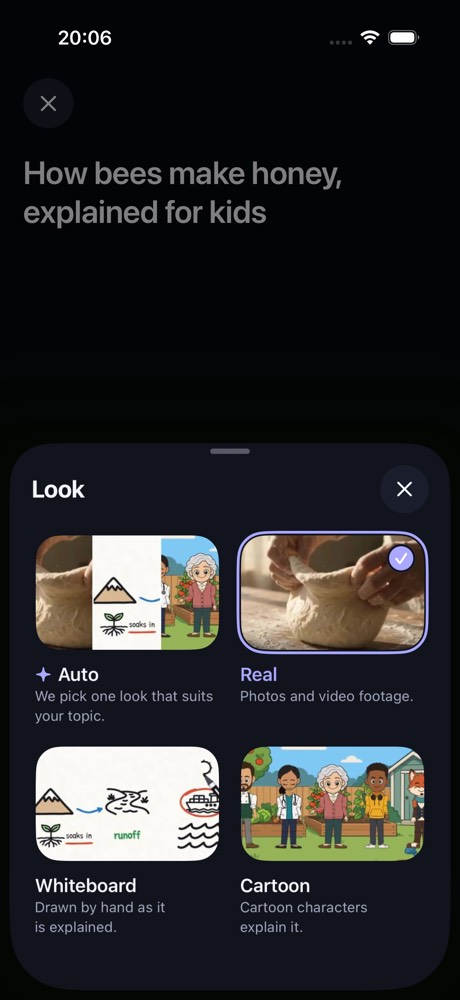 20:06
How bees make honey,
explained for kids
Look
soaks in
Auto
We pick one look that suits
your topic.
Real
Photos and video footage.
soaks in
runoff
Whiteboard
Drawn by hand as it
is explained.
Cartoon
Cartoon characters
explain it.